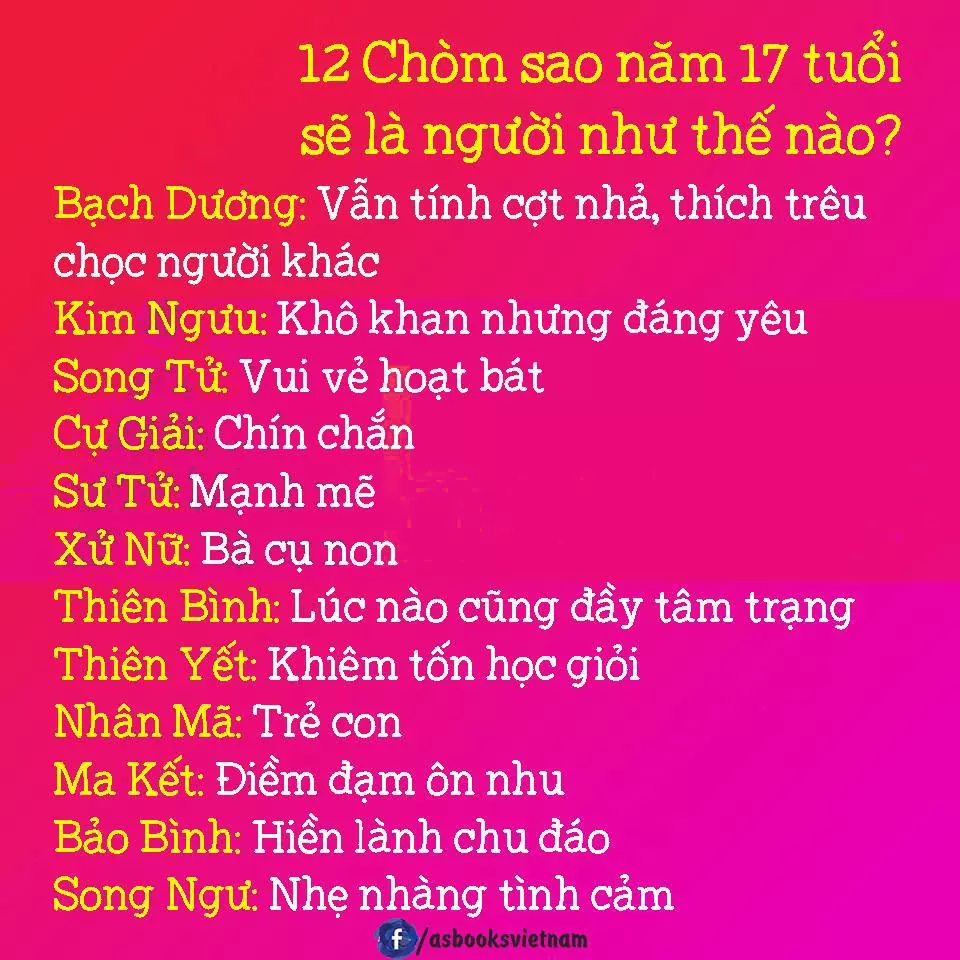 12 Chòm sao năm 17 tuổi
sẽ là người như thế nào?
Bạch Dương: Vẫn tính cợt nhả, thích trêu
chọc người khác
Kim Ngưu: Khô khan nhưng đáng yêu
Song Tử: Vui vẻ hoạt bát
Cự Giải: Chín chắn
Sư Tử: Mạnh mẽ
Xử Nữ: Bà cụ non
Thiên Bình: Lúc nào cũng đầy tâm trạng
Thiên Yết: Khiêm tốn học giỏi
Nhân Mã: Trẻ con
Ma Kết: Điềm đạm ôn nhu
Bảo Bình: Hiền lành chu đáo
Song Ngư: Nhẹ nhàng tình cảm
f/asbooksvietnam